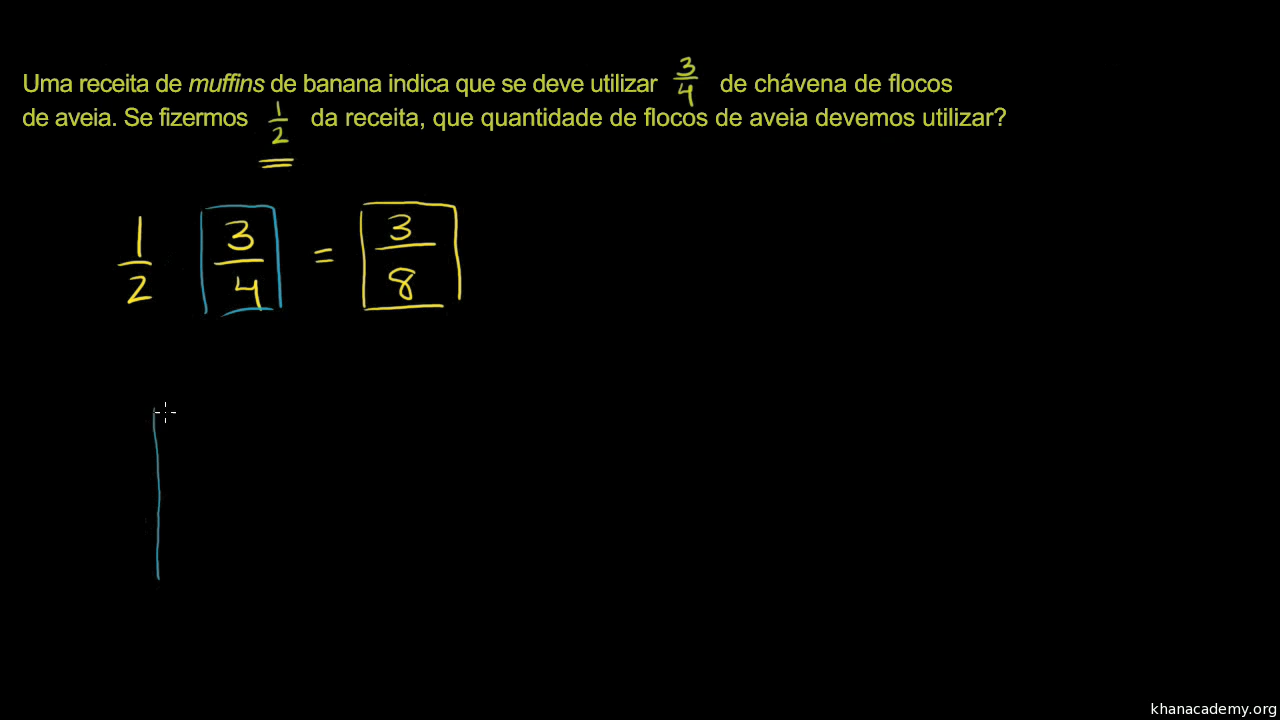 Uma receita de muffins de banana indica que se deve utilizar 3/4 de chávena de flocos
de aveia. Se fizermos 1/2 da receita, que quantidade de flocos de aveia devemos utilizar?
1/2 3/4 = 3/8
khanacademy.org